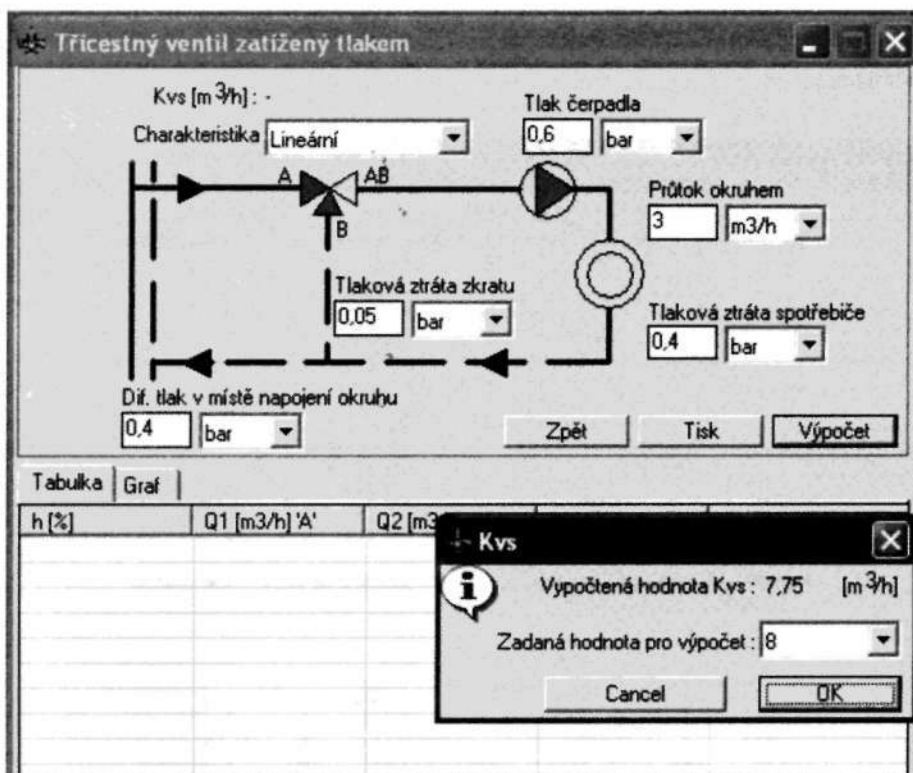 Třícestný ventil zatížený tlakem
Kvs [m3/h] : -
Charakteristika Lineární
Tlak čerpadla
0,6 bar
A AB
B
Průtok okruhem
3 m3/h
Tlaková ztráta zkratu
0,05 bar
Tlaková ztráta spotřebiče
0,4 bar
Dif. tlak v místě napojení okruhu
0,4 bar
Zpět Tisk Výpočet
Tabulka Graf
h [%] Q1 [m3/h] 'A' Q2 [m3
Kvs
Vypočtená hodnota Kvs : 7,75 [m3/h]
Zadaná hodnota pro výpočet : 8
Cancel OK